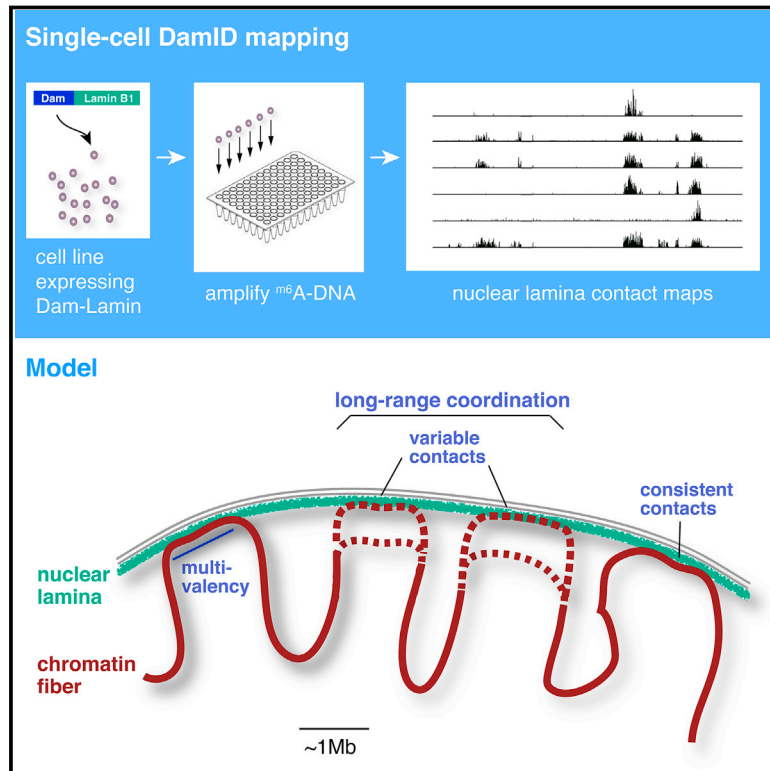 Single-cell DamID mapping
Dam Lamin B1
cell line
expressing
Dam-Lamin
amplify m6A-DNA
nuclear lamina contact maps
Model
long-range coordination
variable
contacts
consistent
contacts
nuclear
lamina
multi-
valency
chromatin
fiber
~1Mb